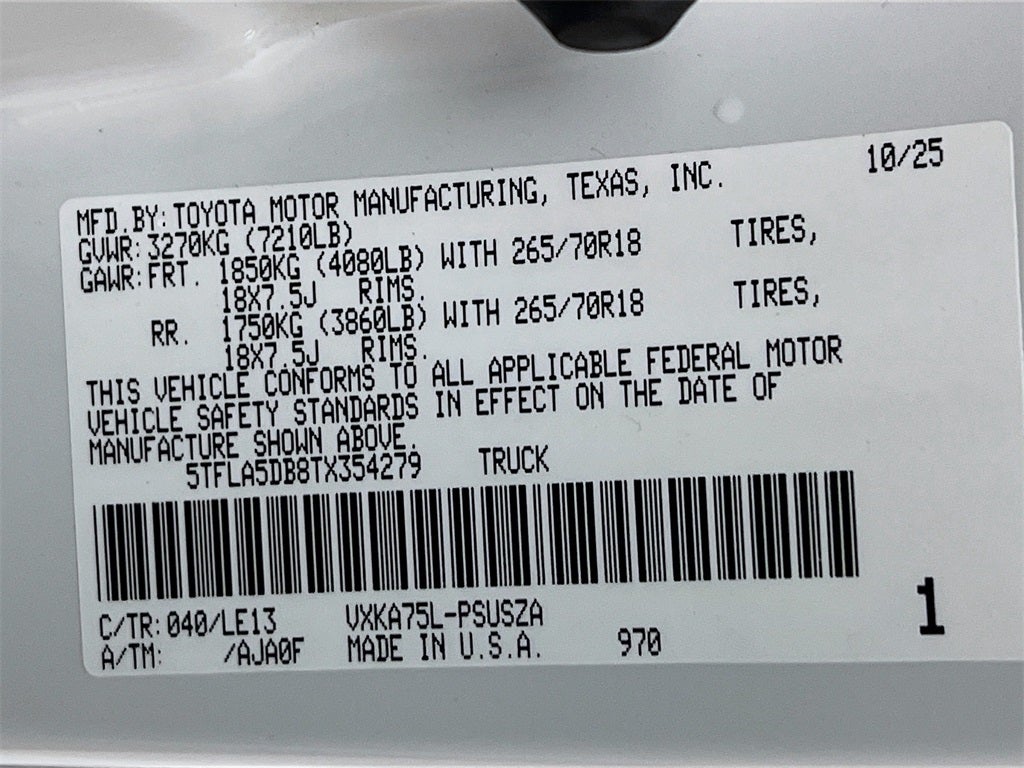 10/25
MFD.BY: TOYOTA MOTOR MANUFACTURING, TEXAS, INC.
GVWR: 3270KG (7210LB)
GAWR: FRT. 1850KG (4080LB) WITH 265/70R18 TIRES,
18X7.5J RIMS.
RR. 1750KG (3860LB) WITH 265/70R18 TIRES,
18X7.5J RIMS.
THIS VEHICLE CONFORMS TO ALL APPLICABLE FEDERAL MOTOR
VEHICLE SAFETY STANDARDS IN EFFECT ON THE DATE OF
MANUFACTURE SHOWN ABOVE.
5TFLA5DB8TX354279 TRUCK
C/TR: 040/LE13 VXKA75L-PSUSZA
A/TM: /AJA0F MADE IN U.S.A. 970
1